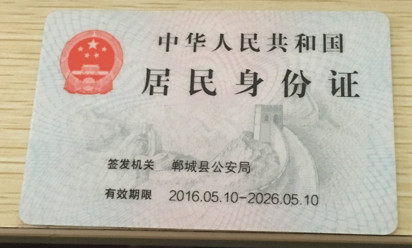 中华人民共和国
居民身份证
签发机关 郸城县公安局
有效期限 2016.05.10-2026.05.10